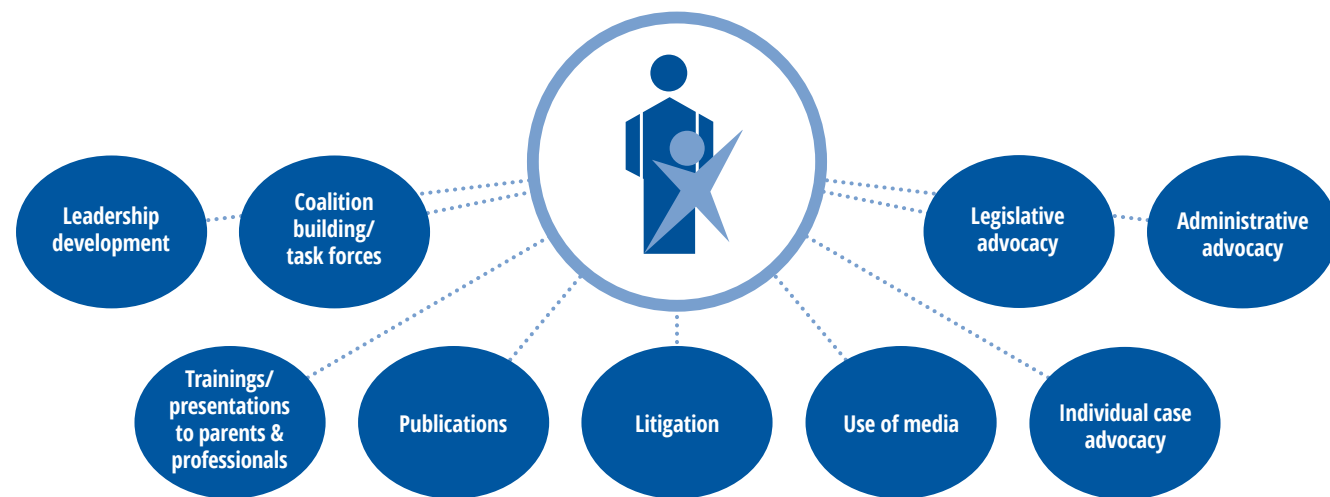 Leadership
development
Coalition
building/
task forces
Legislative
advocacy
Administrative
advocacy
Trainings/
presentations
to parents &
professionals
Publications
Litigation
Use of media
Individual case
advocacy